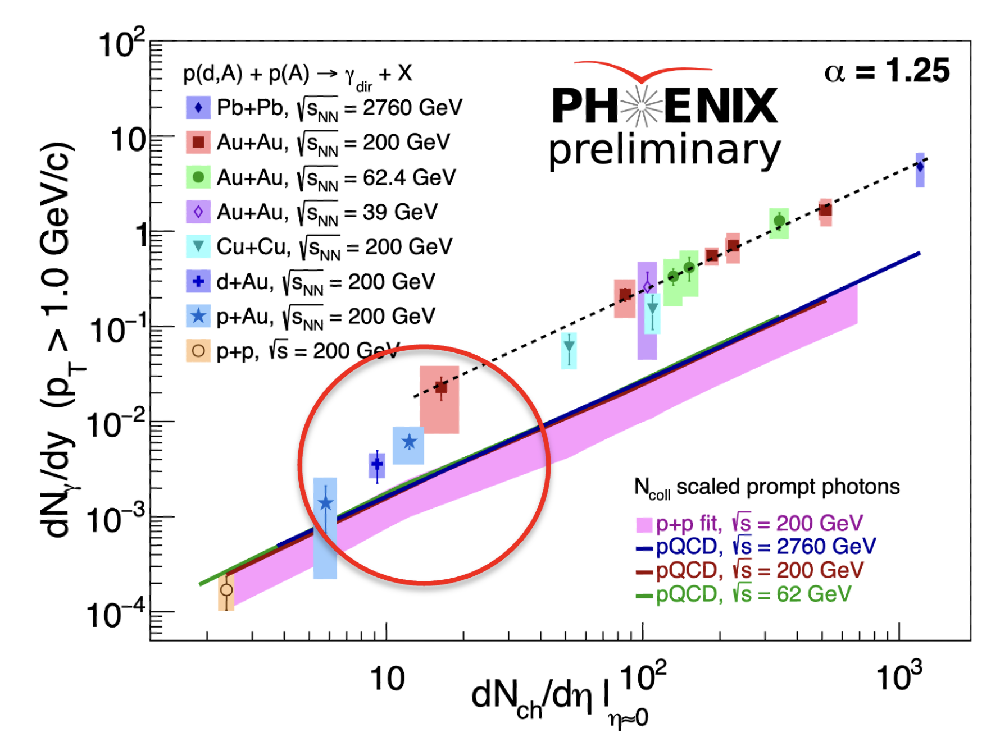 10²
10
1
10⁻¹
10⁻²
10⁻³
10⁻⁴
dNγ/dy (pT > 1.0 GeV/c)
p(d,A) + p(A) → γdir + X
Pb+Pb, √sNN = 2760 GeV
Au+Au, √sNN = 200 GeV
Au+Au, √sNN = 62.4 GeV
Au+Au, √sNN = 39 GeV
Cu+Cu, √sNN = 200 GeV
d+Au, √sNN = 200 GeV
p+Au, √sNN = 200 GeV
p+p, √s = 200 GeV
PHENIX
preliminary
α = 1.25
Ncoll scaled prompt photons
p+p fit, √s = 200 GeV
pQCD, √s = 2760 GeV
pQCD, √s = 200 GeV
pQCD, √s = 62 GeV
10
10²
10³
dNch/dη |η≈0